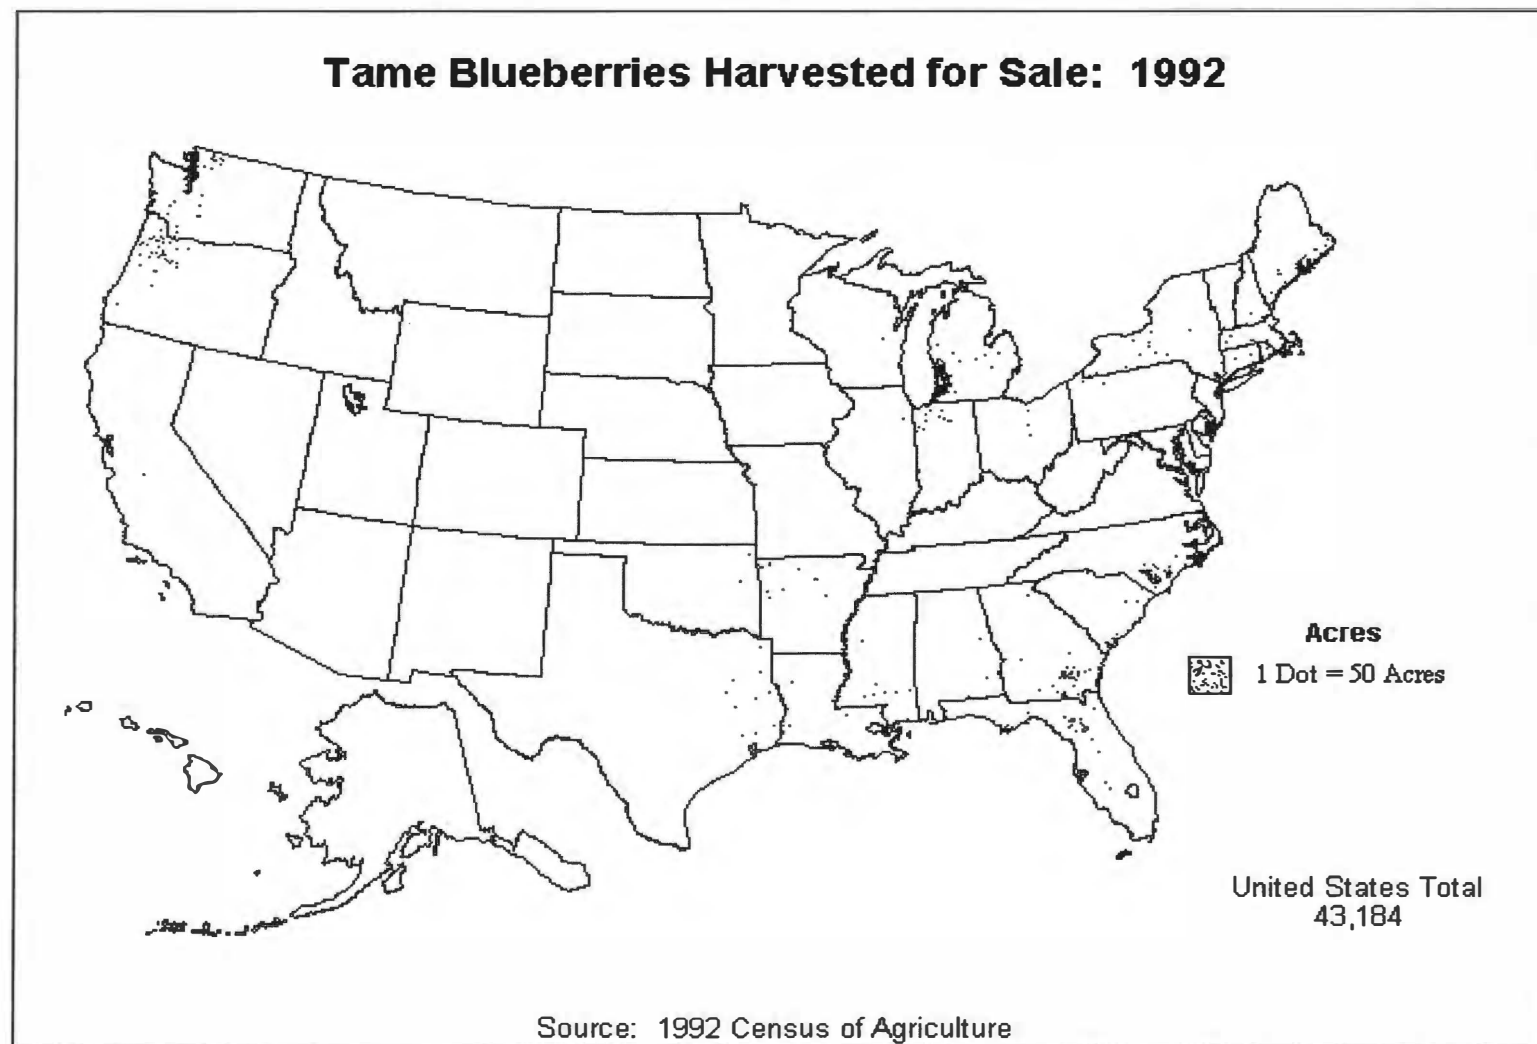 Tame Blueberries Harvested for Sale: 1992
Acres
1 Dot = 50 Acres
United States Total
43,184
Source: 1992 Census of Agriculture